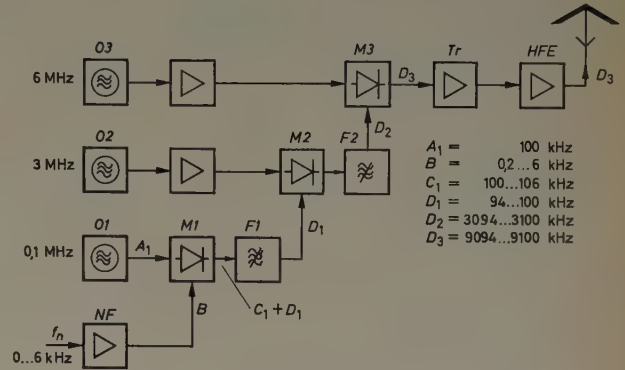 O3
M3
Tr
HFE
6 MHz
D3
D3
O2
M2
F2
D2
3 MHz
O1
M1
F1
D1
0,1 MHz
A1
B
C1 + D1
NF
fn
0...6 kHz
A1 = 100 kHz
B = 0,2...6 kHz
C1 = 100...106 kHz
D1 = 94...100 kHz
D2 = 3094...3100 kHz
D3 = 9094...9100 kHz